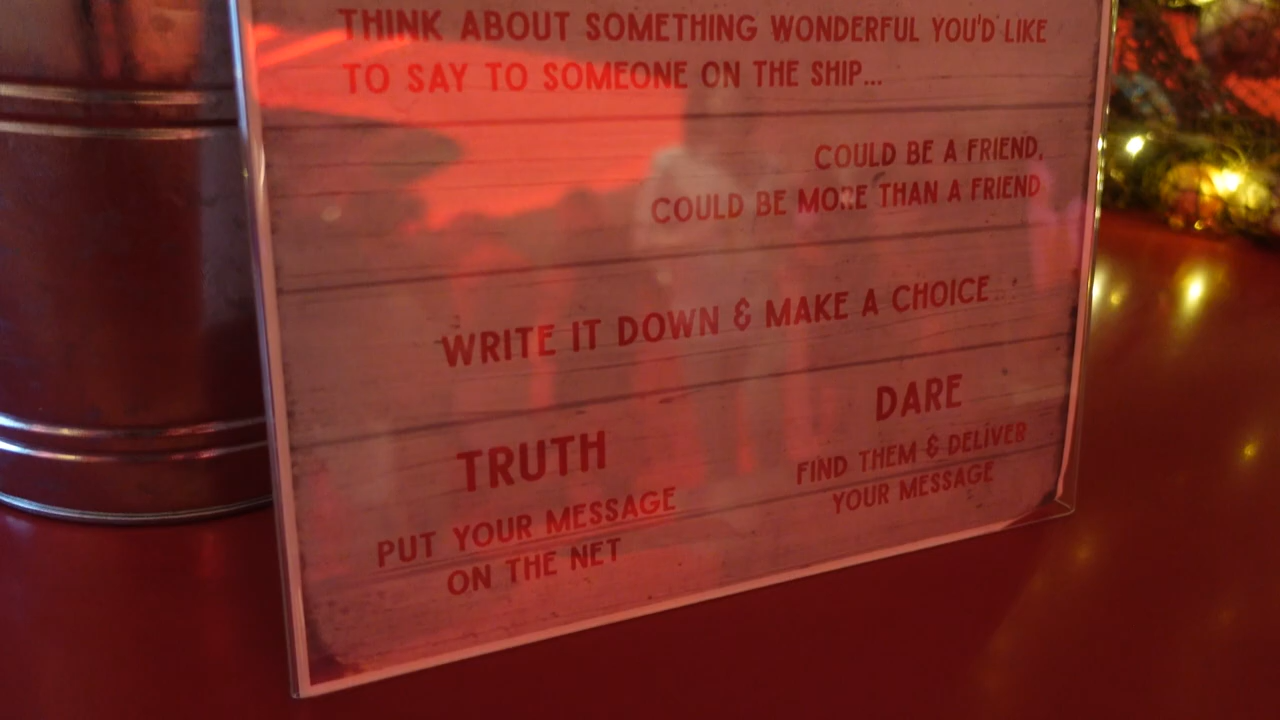 THINK ABOUT SOMETHING WONDERFUL YOU'D LIKE
TO SAY TO SOMEONE ON THE SHIP...
COULD BE A FRIEND,
COULD BE MORE THAN A FRIEND
WRITE IT DOWN & MAKE A CHOICE...
TRUTH
PUT YOUR MESSAGE
ON THE NET
DARE
FIND THEM & DELIVER
YOUR MESSAGE